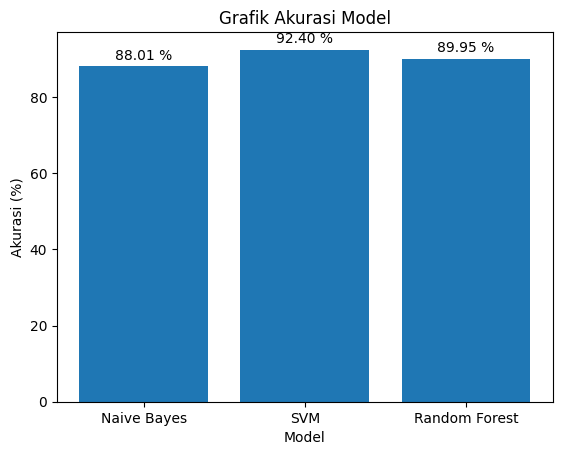 Grafik Akurasi Model
88.01 %
92.40 %
89.95 %
Akurasi (%)
80
60
40
20
0
Naive Bayes
SVM
Random Forest
Model